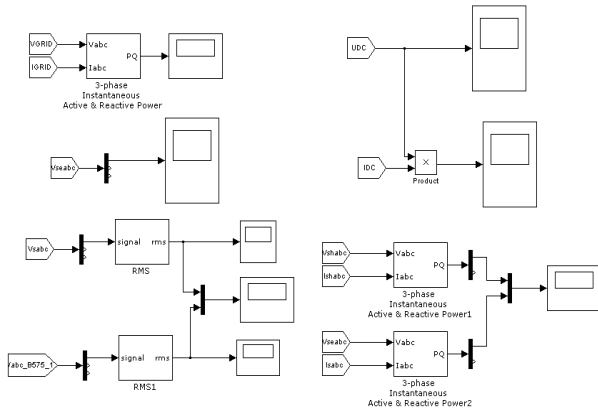 VGRID
IGRID
Vabc
Iabc
PQ
3-phase
Instantaneous
Active & Reactive Power
UDC
IDC
×
Product
Vseabc
Vsabc
signal rms
RMS
Vabc_B575_1
signal rms
RMS1
Vshabc
Ishabc
Vabc
Iabc
PQ
3-phase
Instantaneous
Active & Reactive Power1
Vseabc
Isabc
Vabc
Iabc
PQ
3-phase
Instantaneous
Active & Reactive Power2